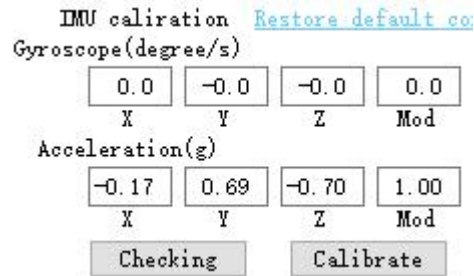 IMU caliration Restore default
Gyroscope(degree/s)
0.0 -0.0 -0.0 0.0
X Y Z Mod
Acceleration(g)
-0.17 0.69 -0.70 1.00
X Y Z Mod
Checking Calibrate